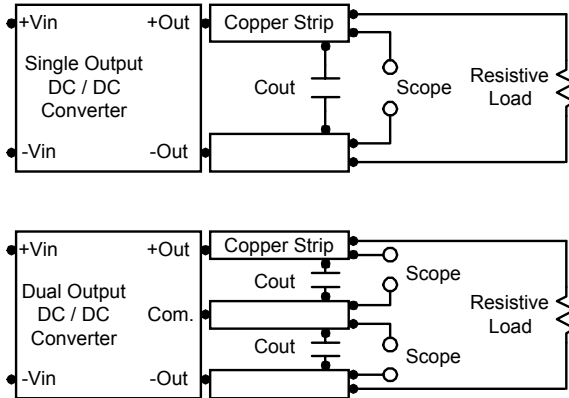 +Vin +Out Copper Strip
Single Output
DC / DC
Converter
Cout
Scope
Resistive
Load
-Vin -Out
+Vin +Out Copper Strip
Cout
Scope
Dual Output
DC / DC
Converter
Com.
Resistive
Load
Cout
Scope
-Vin -Out